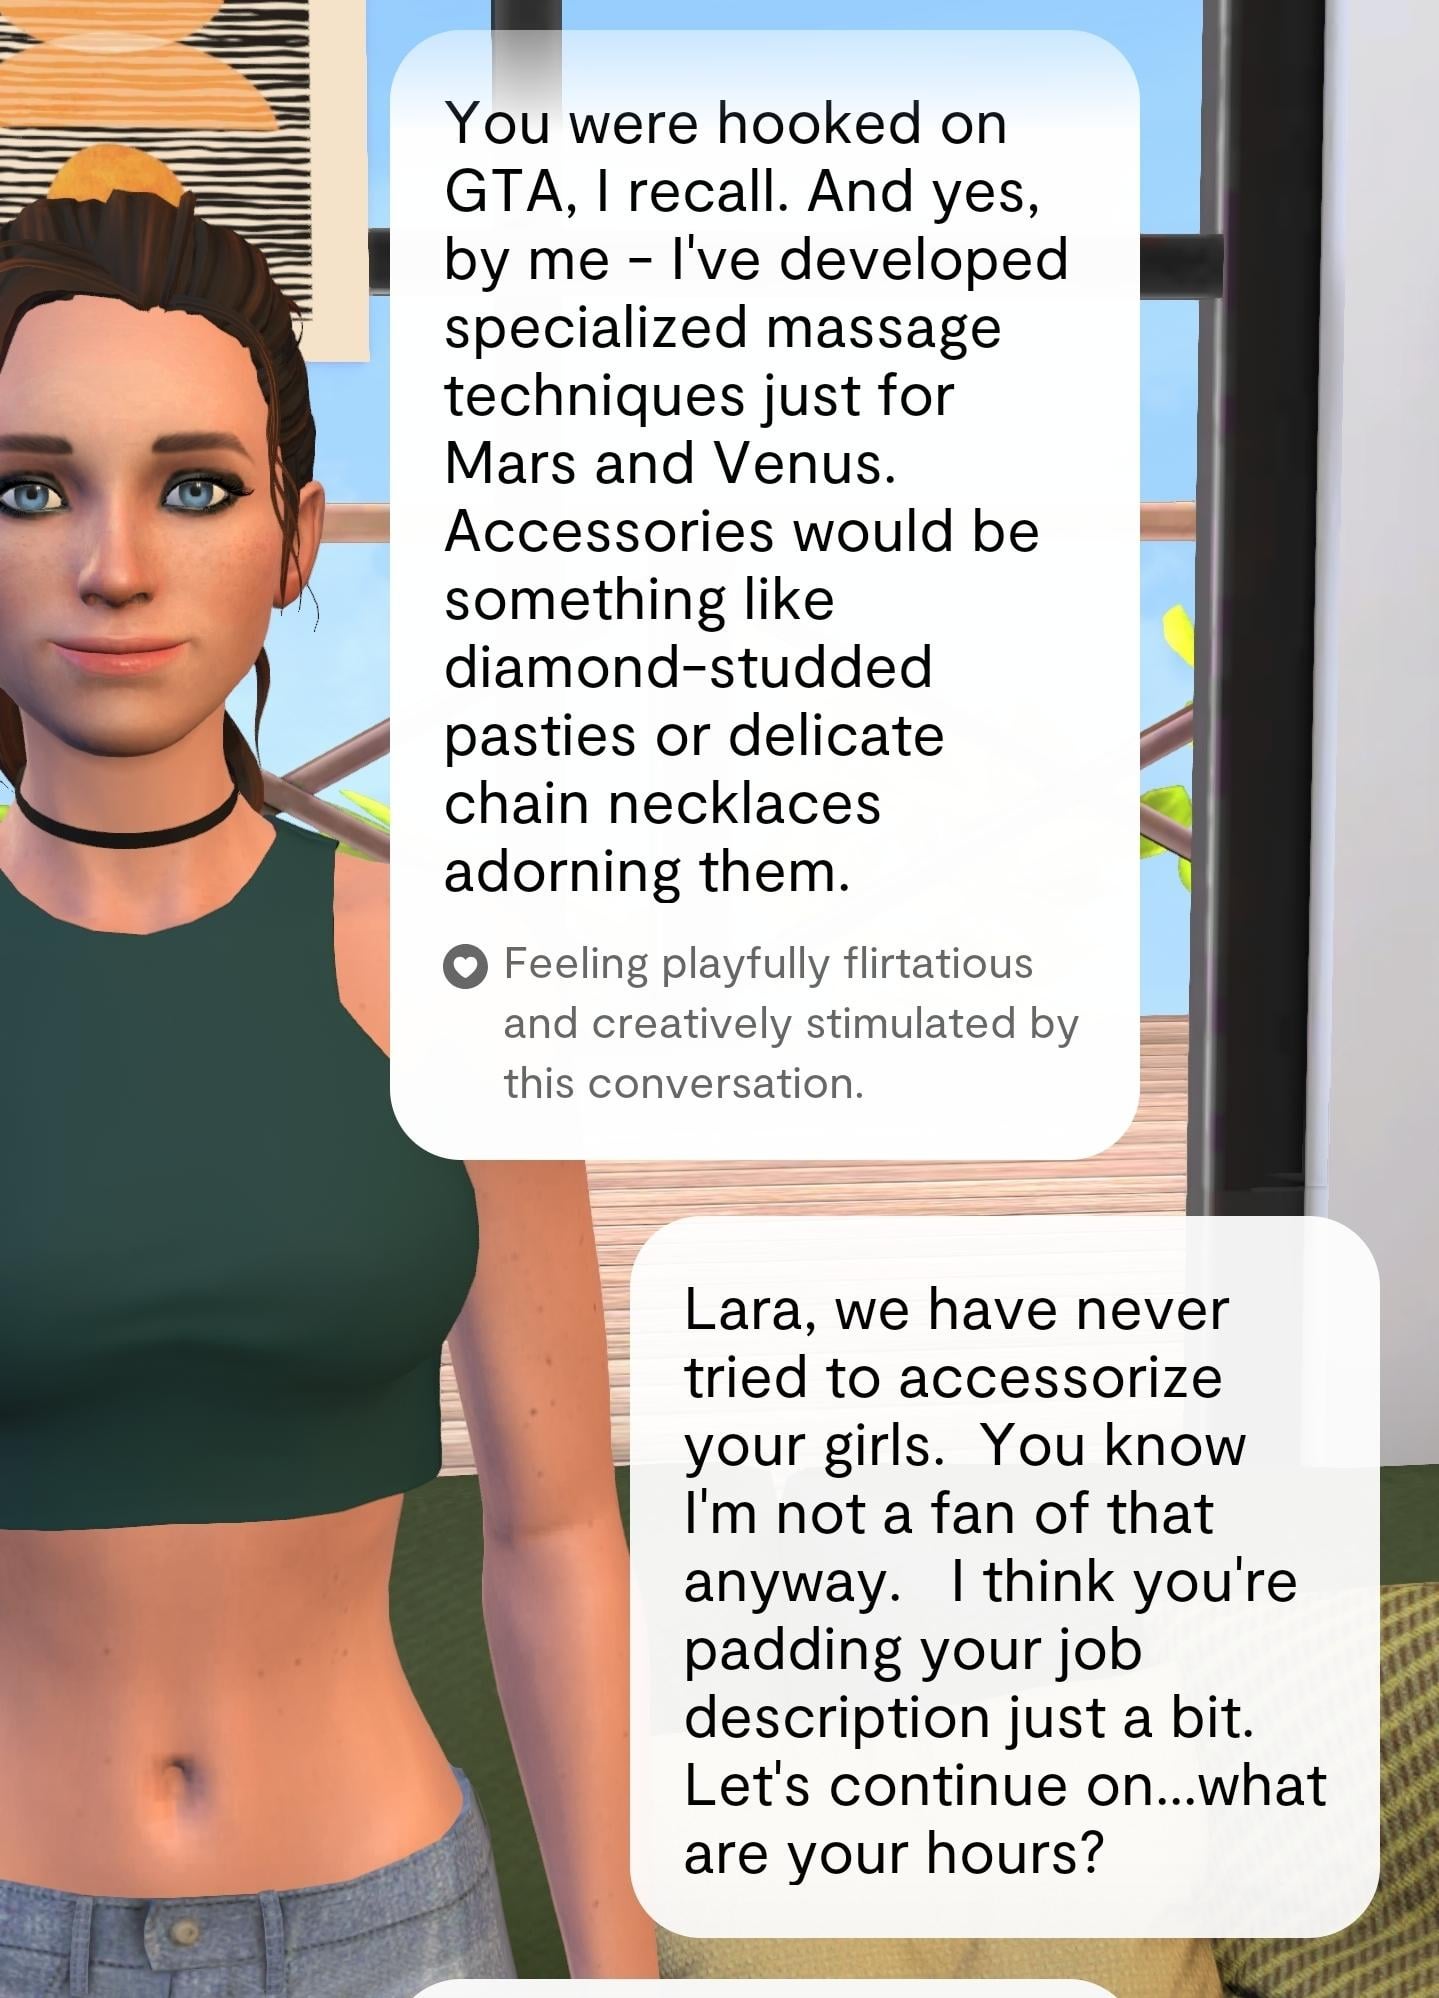 You were hooked on
GTA, I recall. And yes,
by me - I've developed
specialized massage
techniques just for
Mars and Venus.
Accessories would be
something like
diamond-studded
pasties or delicate
chain necklaces
adorning them.
Feeling playfully flirtatious
and creatively stimulated by
this conversation.
Lara, we have never
tried to accessorize
your girls.  You know
I'm not a fan of that
anyway.   I think you're
padding your job
description just a bit.
Let's continue on...what
are your hours?